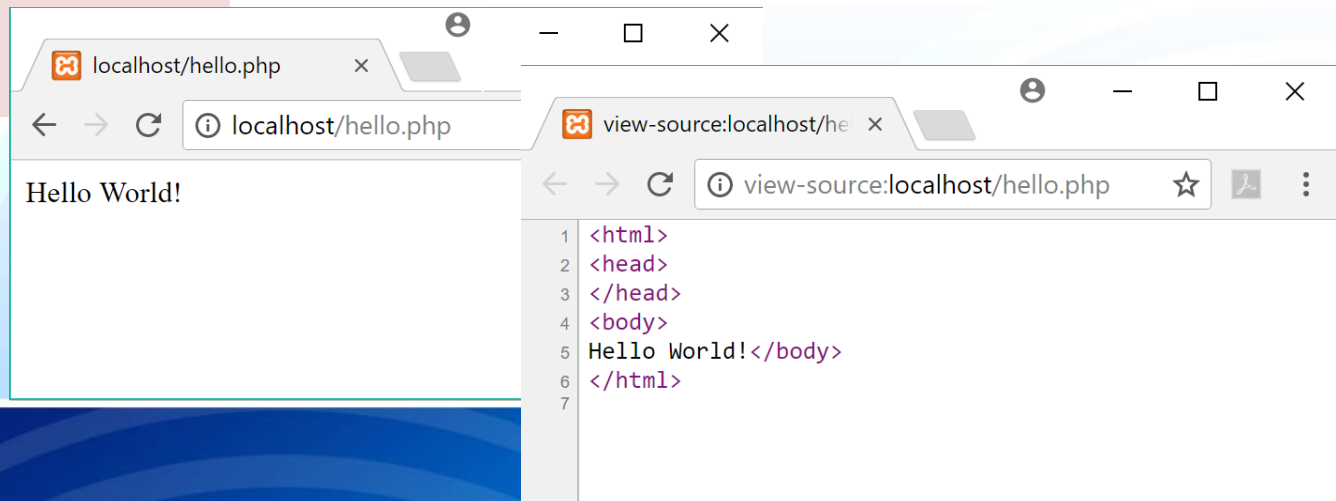 localhost/hello.php
localhost/hello.php
Hello World!
view-source:localhost/he
view-source:localhost/hello.php
1 <html>
2 <head>
3 </head>
4 <body>
5 Hello World!</body>
6 </html>
7